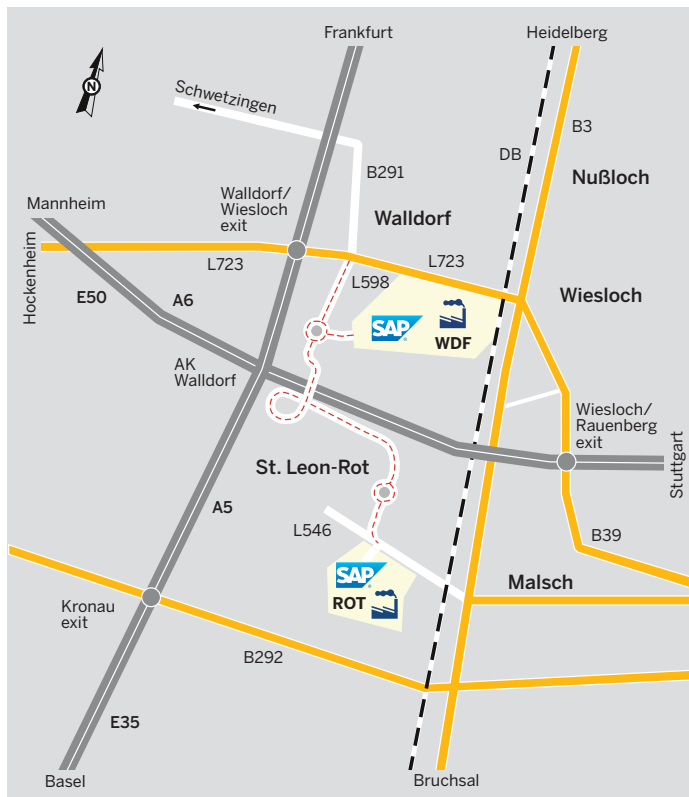 Frankfurt
Heidelberg
N
Schwetzingen
B3
DB
B291
Nußloch
Walldorf/
Wiesloch
exit
Mannheim
Walldorf
Hockenheim
L723
L723
L598
E50
A6
Wiesloch
SAP
WDF
AK
Walldorf
Wiesloch/
Rauenberg
exit
Stuttgart
St. Leon-Rot
A5
L546
B39
SAP
ROT
Malsch
Kronau
exit
B292
E35
Basel
Bruchsal